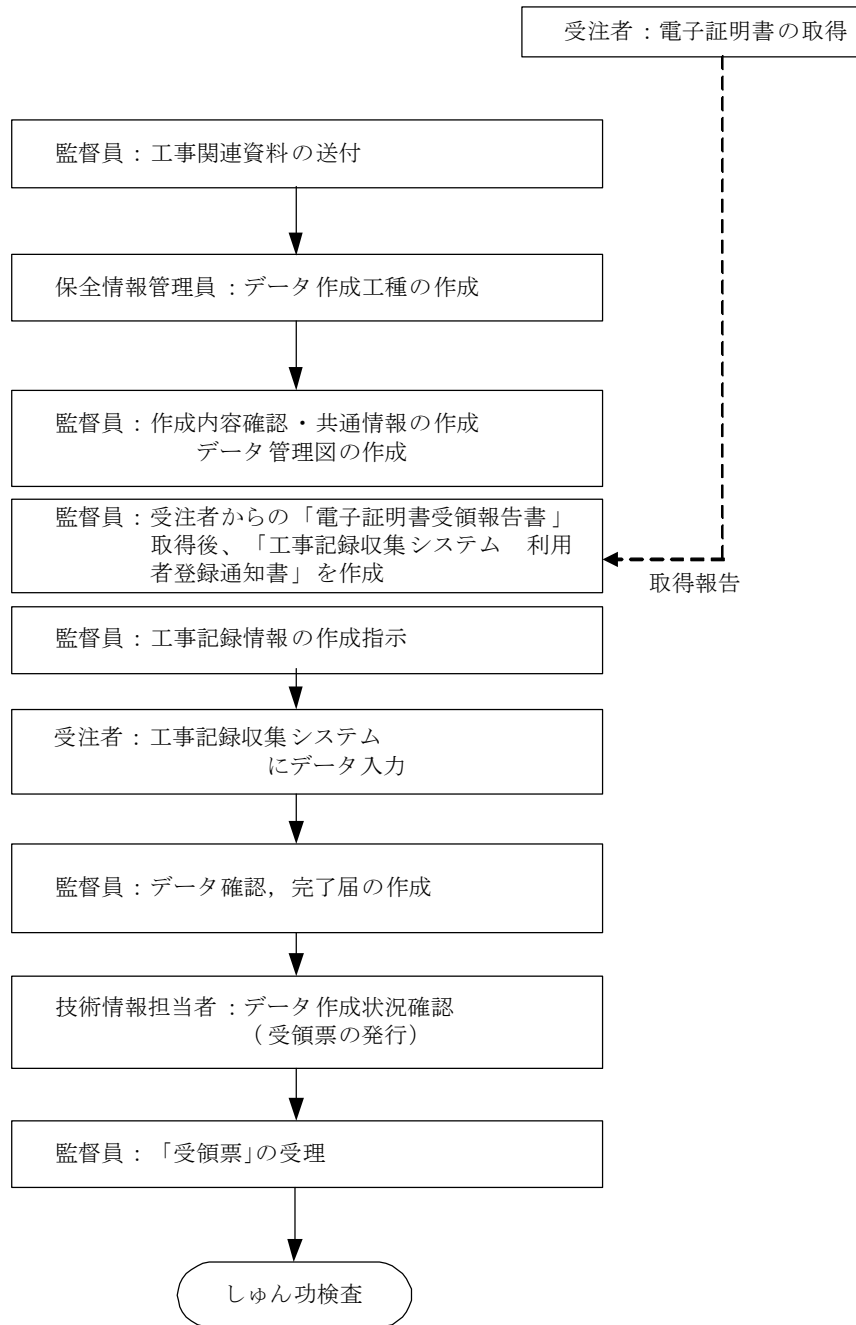 受注者：電子証明書の取得
監督員：工事関連資料の送付
保全情報管理員：データ作成工種の作成
監督員：作成内容確認・共通情報の作成
データ管理図の作成
監督員：受注者からの「電子証明書受領報告書」
取得後、「工事記録収集システム　利用
者登録通知書」を作成
取得報告
監督員：工事記録情報の作成指示
受注者：工事記録収集システム
にデータ入力
監督員：データ確認，完了届の作成
技術情報担当者：データ作成状況確認
（受領票の発行）
監督員：「受領票」の受理
しゅん功検査